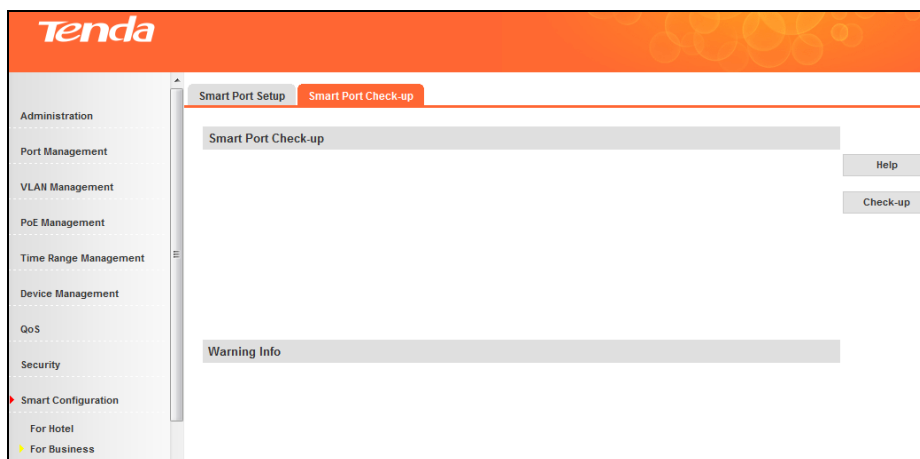 Tenda
Smart Port Setup
Smart Port Check-up
Administration
Port Management
VLAN Management
PoE Management
Time Range Management
Device Management
QoS
Security
Smart Configuration
For Hotel
For Business
Smart Port Check-up
Help
Check-up
Warning Info